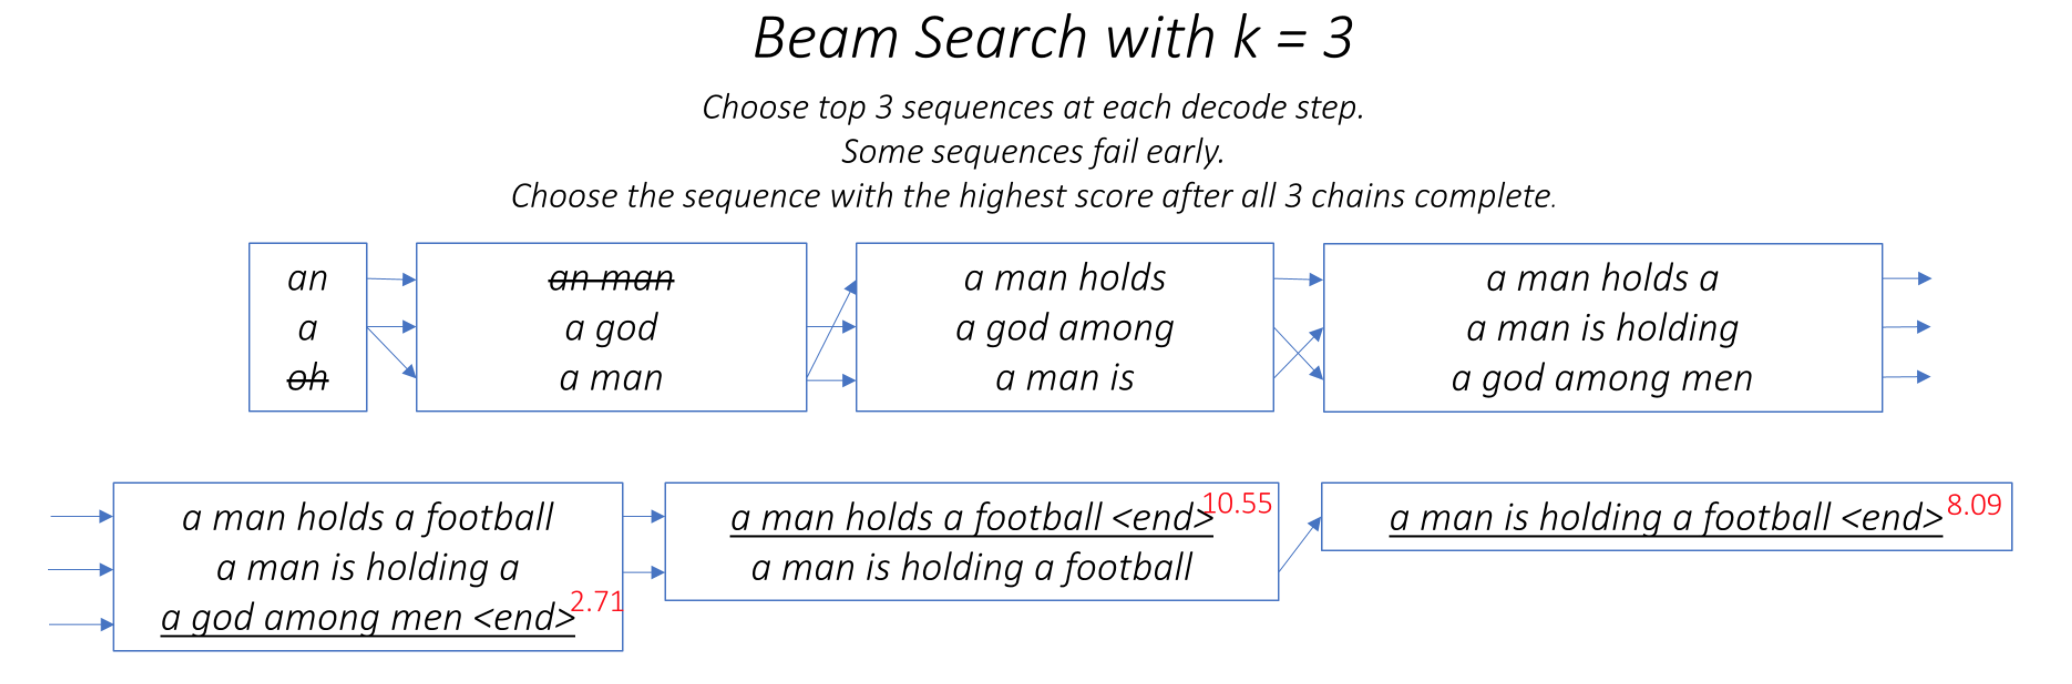 Beam Search with k = 3
Choose top 3 sequences at each decode step.
Some sequences fail early.
Choose the sequence with the highest score after all 3 chains complete.
an
a
oh
an man
a god
a man
a man holds
a god among
a man is
a man holds a
a man is holding
a god among men
a man holds a football
a man is holding a
a god among men <end> 2.71
a man holds a football <end> 10.55
a man is holding a football
a man is holding a football <end> 8.09